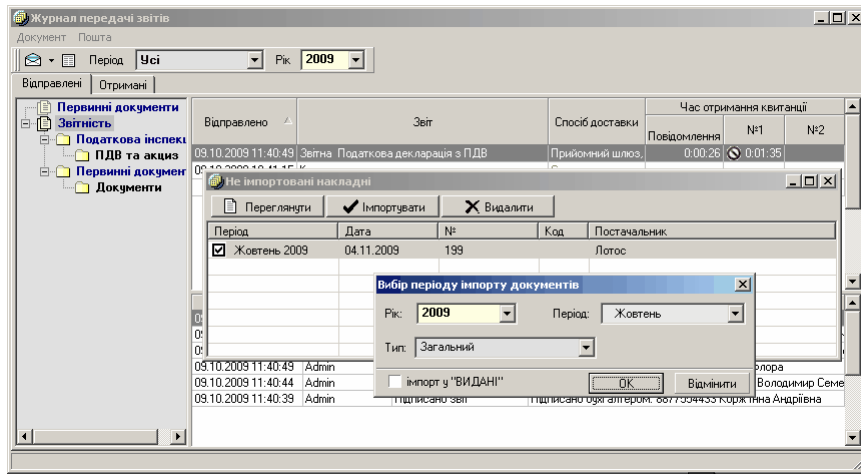 Журнал передачі звітів
Документ Пошта
Період Усі Рік 2009
Відправлені Отримані
Первинні документи
Звітність
Податкова інспекц
ПДВ та акциз
Первинні докумен
Документи
Відправлено Звіт Спосіб доставки Час отримання квитанції
Повідомлення №1 №2
09.10.2009 11:40:49 Звітна Податкова декларація з ПДВ Прийомний шлюз, 0:00:26 0:01:35
Не імпортовані накладні
Переглянути Імпортувати Видалити
Період Дата № Код Постачальник
Жовтень 2009 04.11.2009 199 Лотос
Вибір періоду імпорту документів
Рік: 2009 Період: Жовтень
Тип: Загальний
імпорт у "ВИДАНІ"
OK Відмінити
09.10.2009 11:40:49 Admin
09.10.2009 11:40:44 Admin Володимир Семе
09.10.2009 11:40:39 Admin Підписано звіт Підписано бухгалтером: 8877554433 Коржінна Андріївна